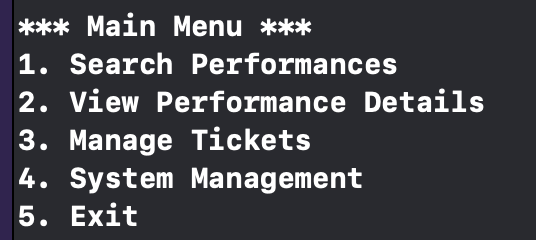 *** Main Menu ***
1. Search Performances
2. View Performance Details
3. Manage Tickets
4. System Management
5. Exit